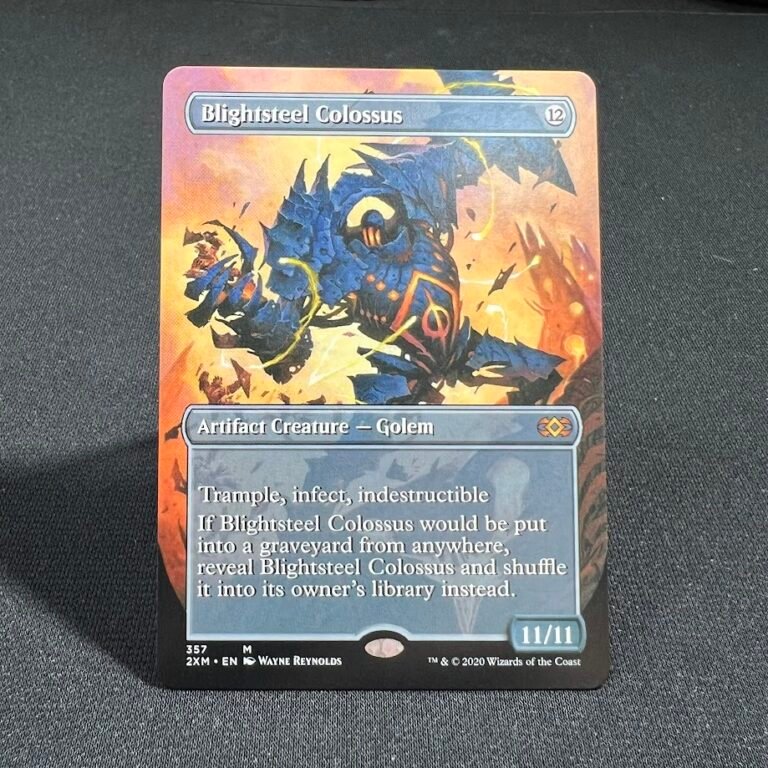 Blightsteel Colossus 12
Artifact Creature — Golem
Trample, infect, indestructible
If Blightsteel Colossus would be put
into a graveyard from anywhere,
reveal Blightsteel Colossus and shuffle
it into its owner's library instead.
11/11
357 M
2XM • EN Wayne Reynolds
™ & © 2020 Wizards of the Coast